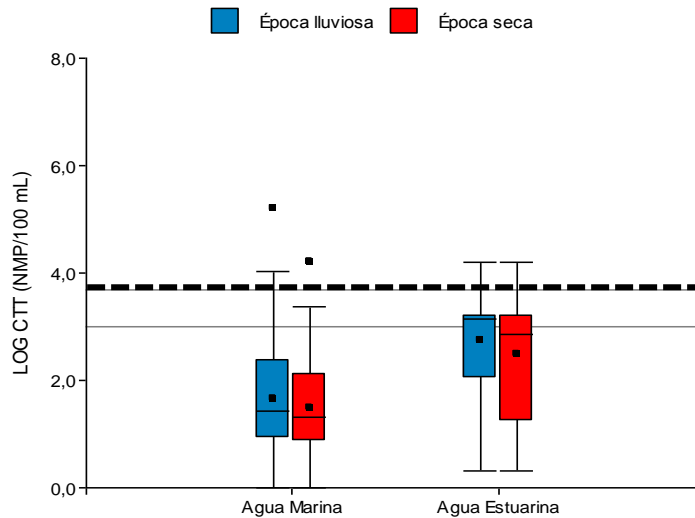 Época lluviosa Época seca
8,0
6,0
4,0
2,0
0,0
LOG CTT (NMP/100 mL)
Agua Marina Agua Estuarina